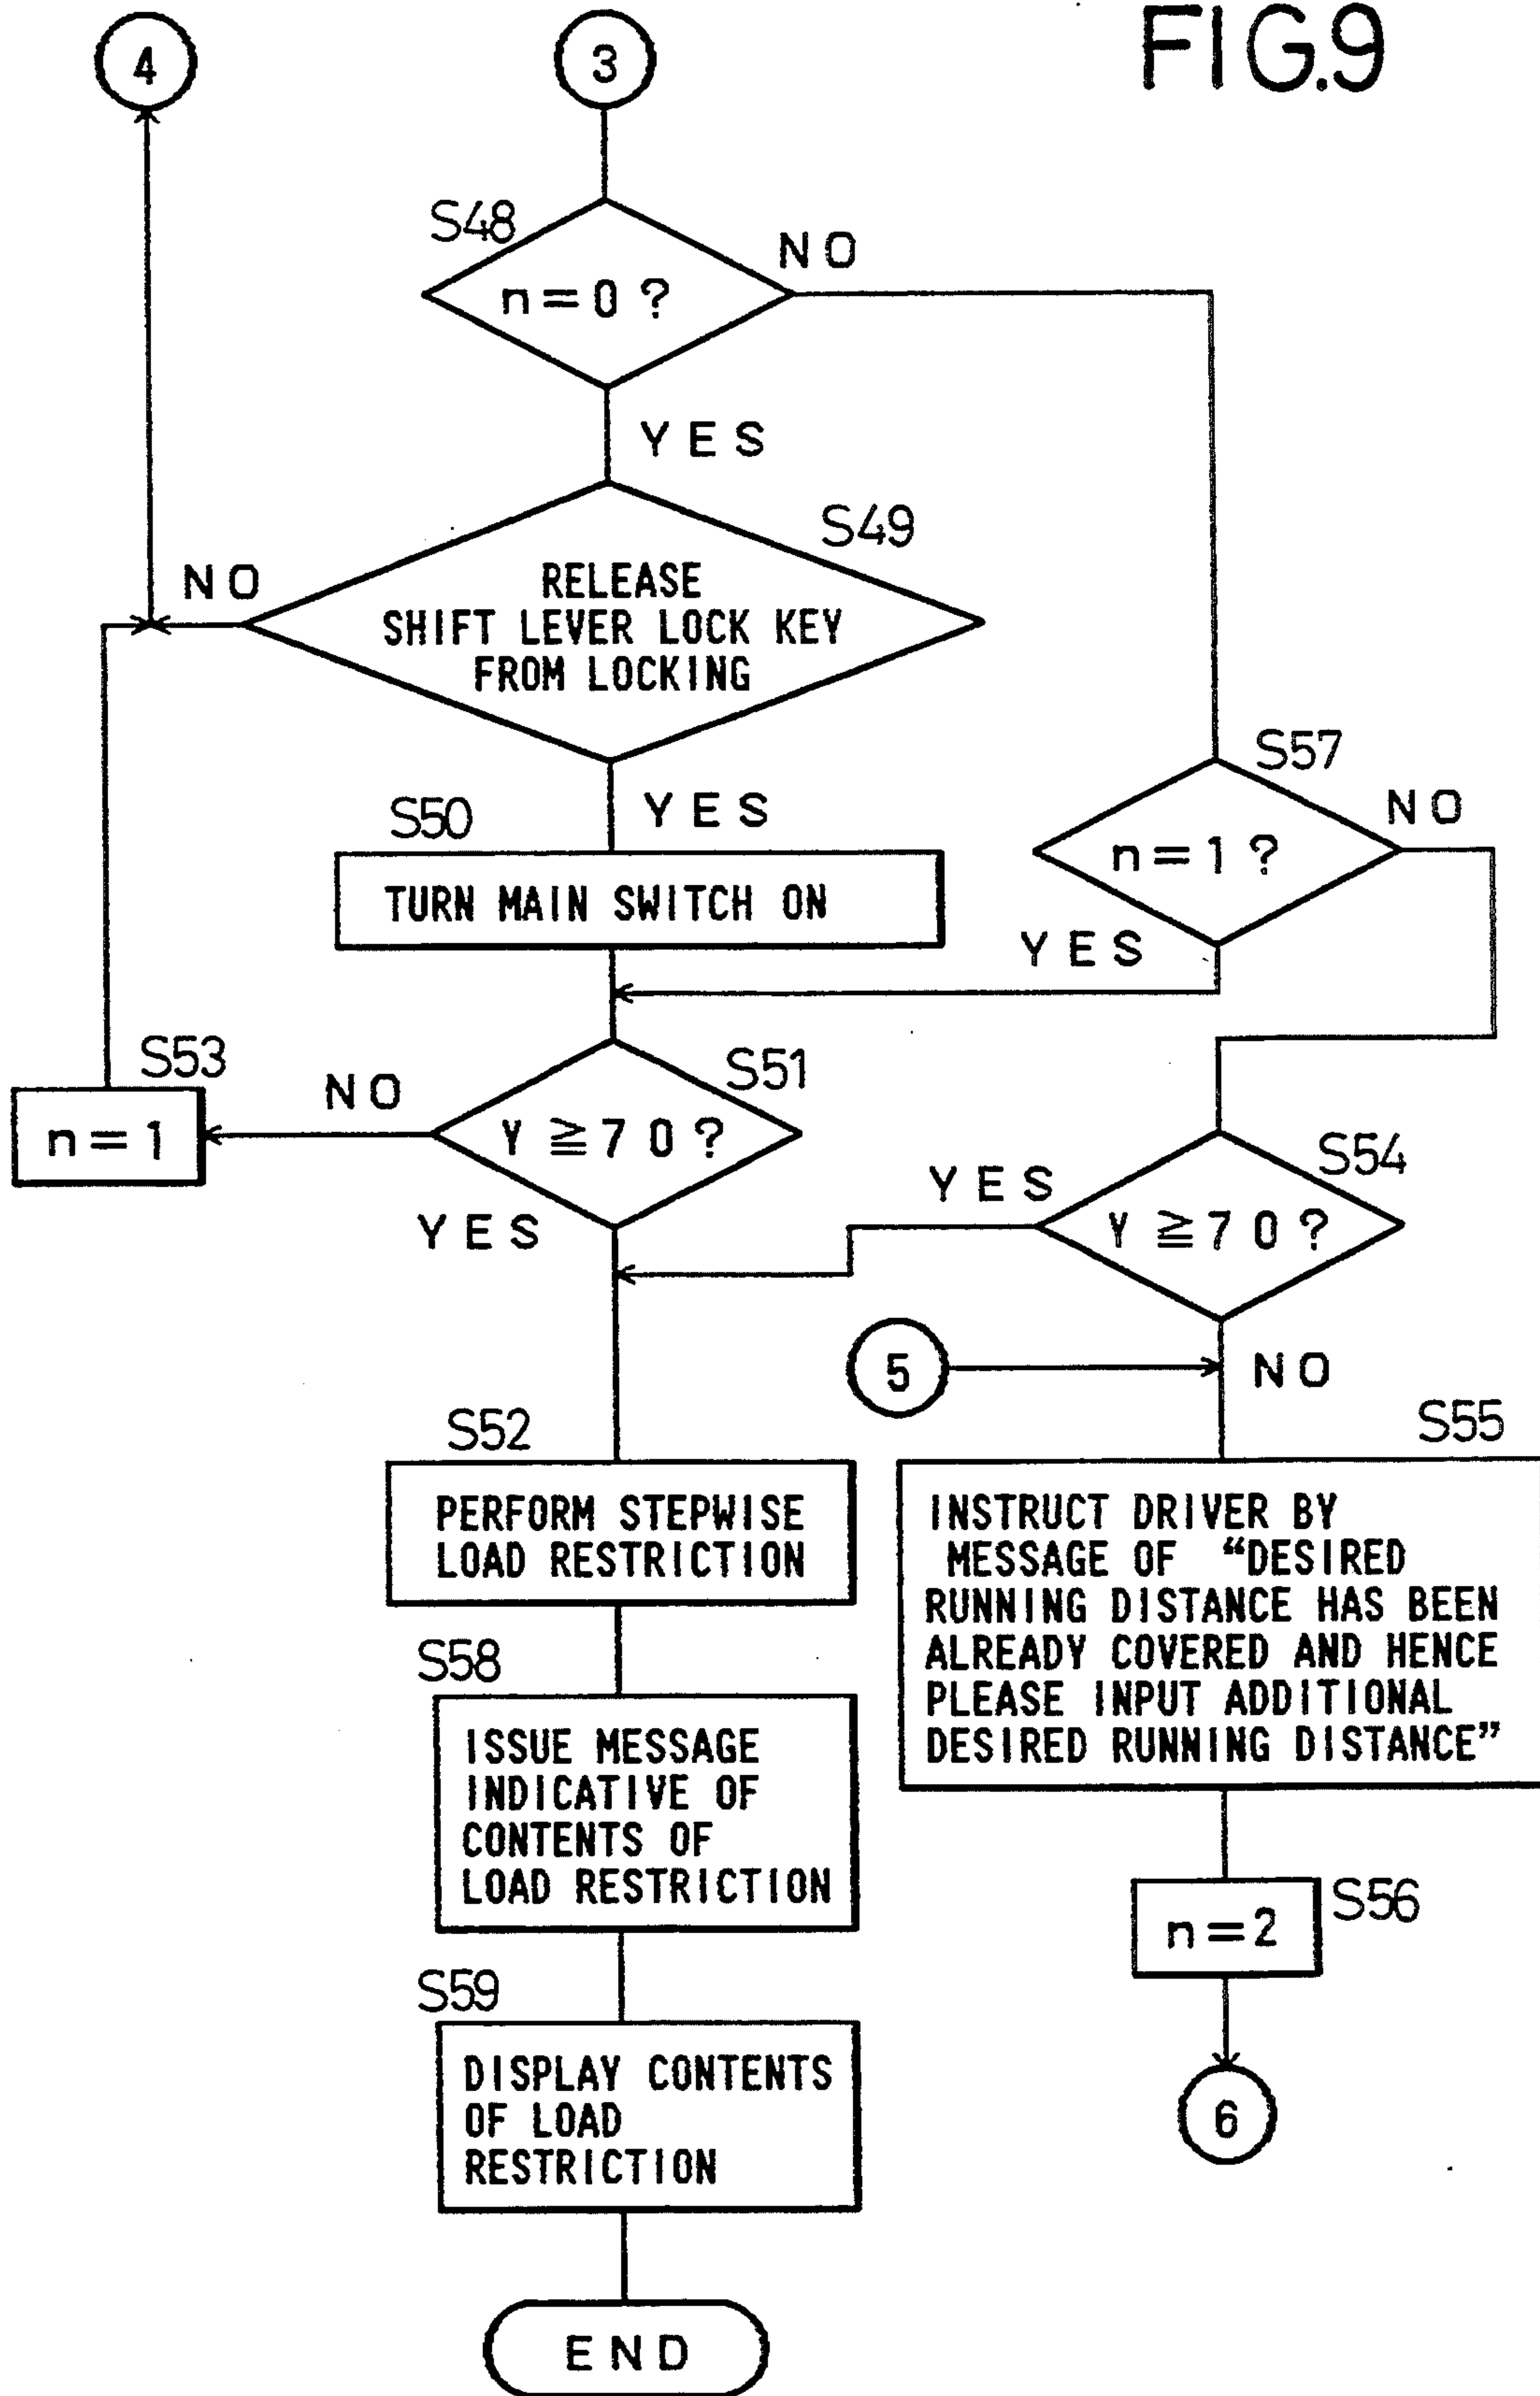 FIG.9
4
3
S48
n=0?
NO
YES
S49
NO
RELEASE
SHIFT LEVER LOCK KEY
FROM LOCKING
S57
YES
S50
n=1?
NO
TURN MAIN SWITCH ON
YES
S53
S51
NO
n=1
Y≧70?
S54
YES
YES
Y≧70?
5
NO
S52
S55
PERFORM STEPWISE
LOAD RESTRICTION
INSTRUCT DRIVER BY
MESSAGE OF “DESIRED
RUNNING DISTANCE HAS BEEN
ALREADY COVERED AND HENCE
PLEASE INPUT ADDITIONAL
DESIRED RUNNING DISTANCE”
S58
ISSUE MESSAGE
INDICATIVE OF
CONTENTS OF
LOAD RESTRICTION
S56
n=2
S59
DISPLAY CONTENTS
OF LOAD
RESTRICTION
6
END